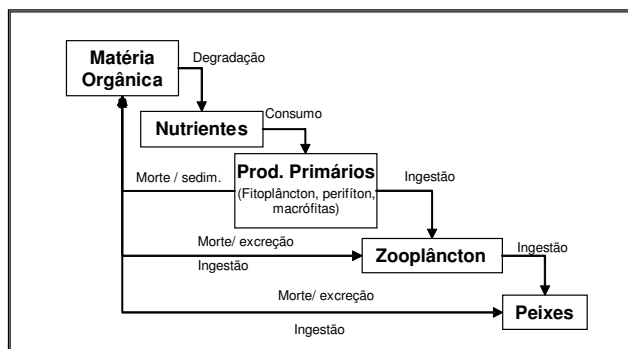 Matéria
Orgânica
Degradação
Nutrientes
Consumo
Prod. Primários
(Fitoplâncton, perifíton,
macrófitas)
Morte / sedim.
Ingestão
Morte/ excreção
Ingestão
Zooplâncton
Ingestão
Morte/ excreção
Ingestão
Peixes